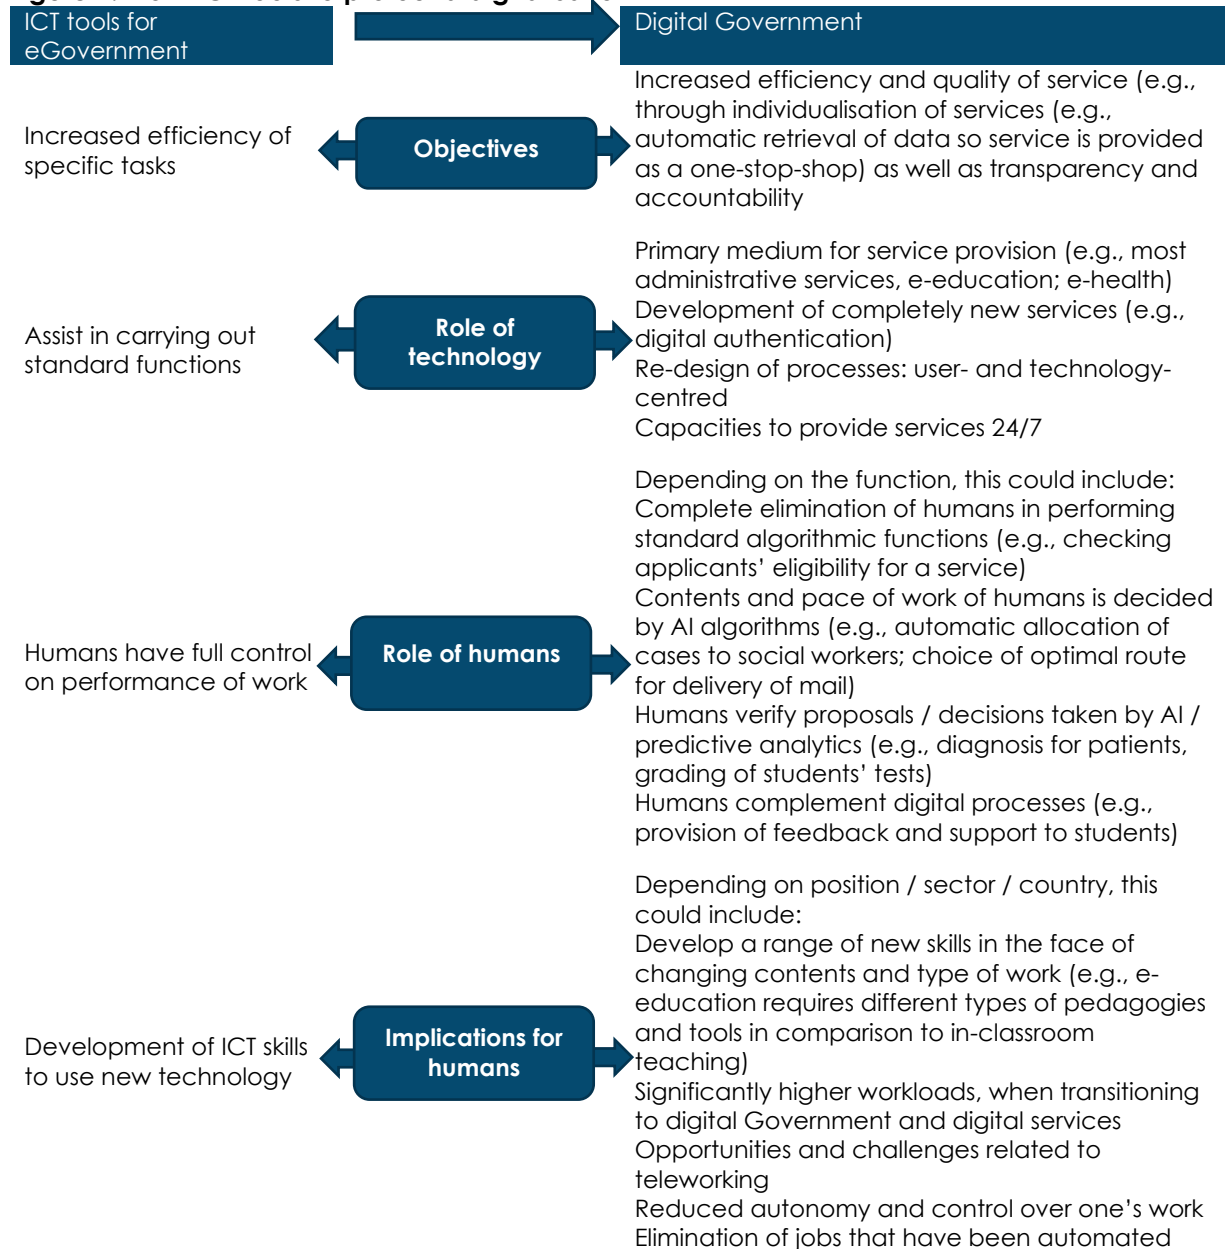 ICT tools for
eGovernment
Digital Government
Increased efficiency of
specific tasks
Objectives
Increased efficiency and quality of service (e.g.,
through individualisation of services (e.g.,
automatic retrieval of data so service is provided
as a one-stop-shop) as well as transparency and
accountability
Assist in carrying out
standard functions
Role of
technology
Primary medium for service provision (e.g., most
administrative services, e-education; e-health)
Development of completely new services (e.g.,
digital authentication)
Re-design of processes: user- and technology-
centred
Capacities to provide services 24/7
Humans have full control
on performance of work
Role of humans
Depending on the function, this could include:
Complete elimination of humans in performing
standard algorithmic functions (e.g., checking
applicants’ eligibility for a service)
Contents and pace of work of humans is decided
by AI algorithms (e.g., automatic allocation of
cases to social workers; choice of optimal route
for delivery of mail)
Humans verify proposals / decisions taken by AI /
predictive analytics (e.g., diagnosis for patients,
grading of students’ tests)
Humans complement digital processes (e.g.,
provision of feedback and support to students)
Development of ICT skills
to use new technology
Implications for
humans
Depending on position / sector / country, this
could include:
Develop a range of new skills in the face of
changing contents and type of work (e.g., e-
education requires different types of pedagogies
and tools in comparison to in-classroom
teaching)
Significantly higher workloads, when transitioning
to digital Government and digital services
Opportunities and challenges related to
teleworking
Reduced autonomy and control over one’s work
Elimination of jobs that have been automated